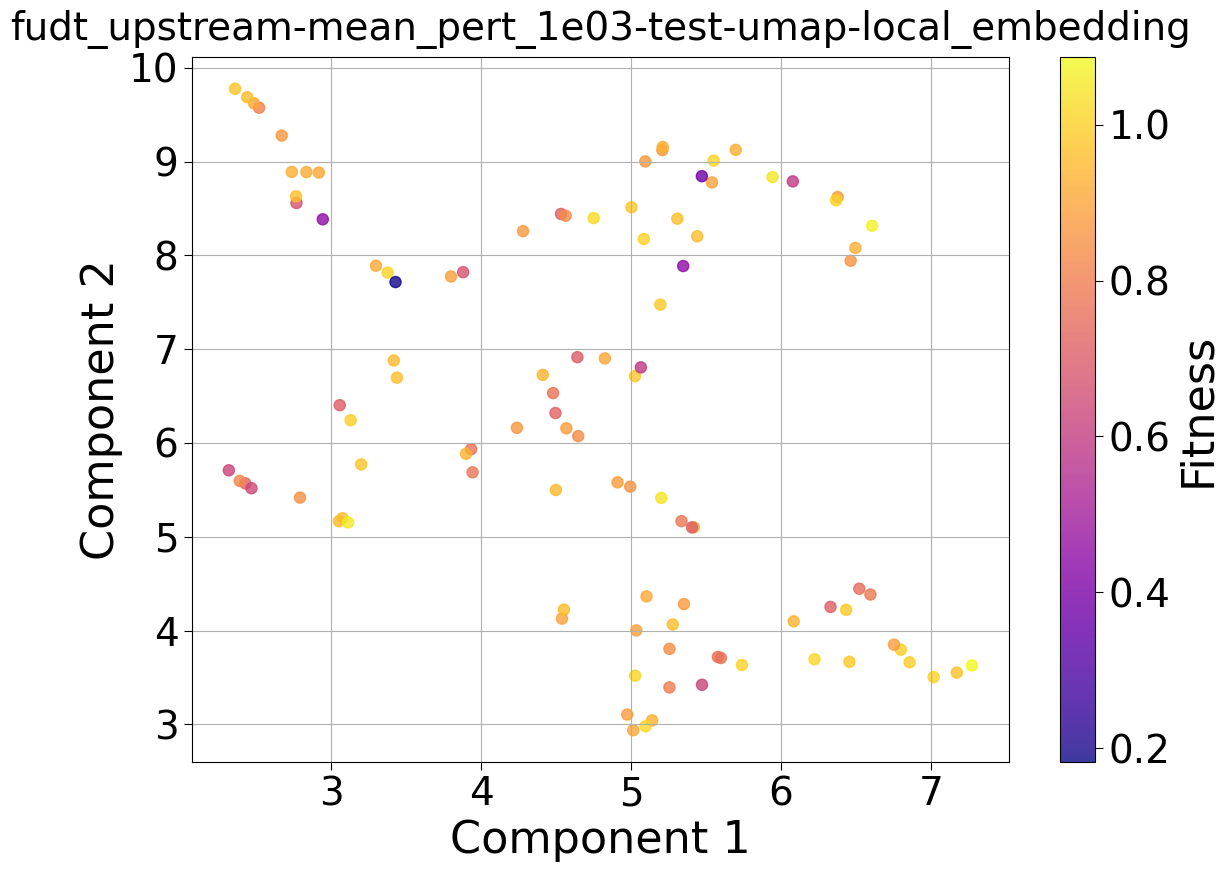 fudt_upstream-mean_pert_1e03-test-umap-local_embedding
10
9
8
7
6
5
4
3
Component 2
3 4 5 6 7
Component 1
1.0
0.8
0.6
0.4
0.2
Fitness